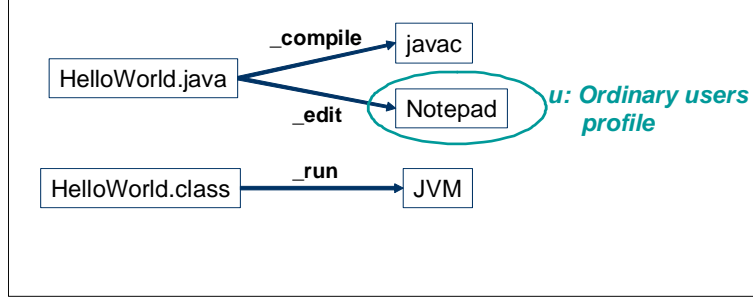 _compile
javac
HelloWorld.java
Notepad
_edit
u: Ordinary users
profile
_run
HelloWorld.class
JVM